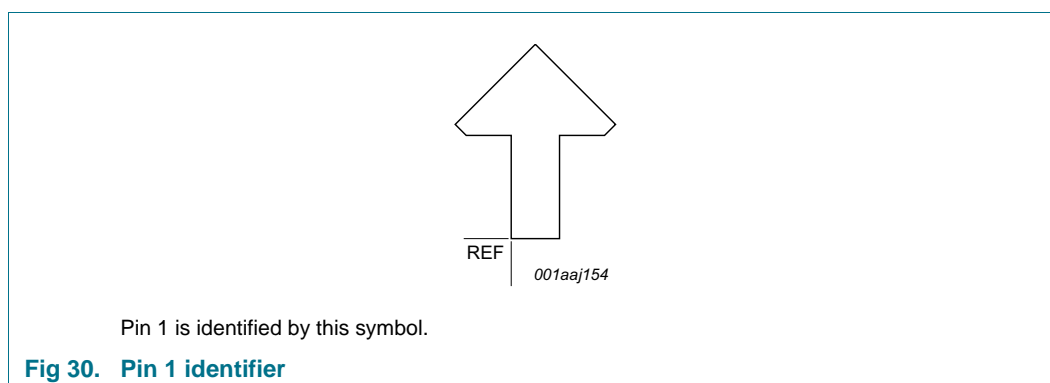 REF
001aaj154
Pin 1 is identified by this symbol.
Fig 30. Pin 1 identifier